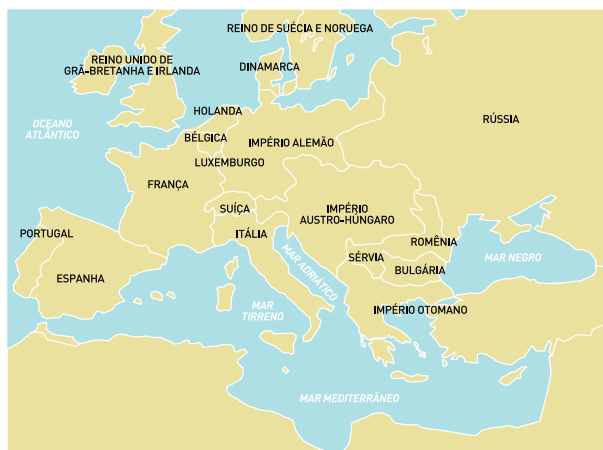 REINO DE SUÉCIA E NORUEGA
REINO UNIDO DE
GRÃ-BRETANHA E IRLANDA
DINAMARCA
OCEANO
ATLÂNTICO
HOLANDA
RÚSSIA
BÉLGICA
IMPÉRIO ALEMÃO
LUXEMBURGO
FRANÇA
SUÍÇA
IMPÉRIO
AUSTRO-HÚNGARO
PORTUGAL
ITÁLIA
ROMÊNIA
MAR NEGRO
MAR ADRIÁTICO
SÉRVIA
BULGÁRIA
ESPANHA
MAR
TIRRENO
IMPÉRIO OTOMANO
MAR MEDITERRÂNEO